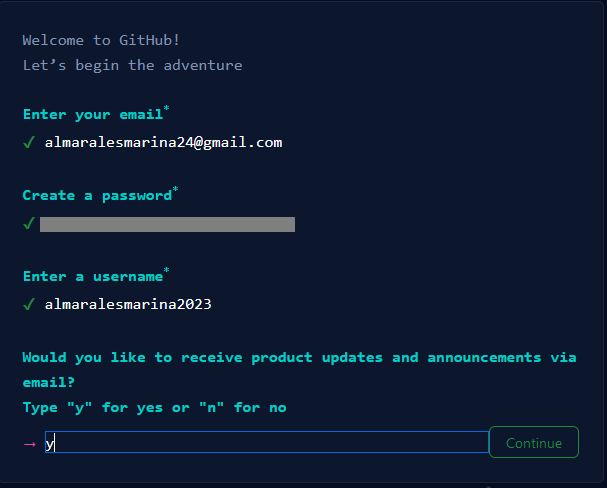 Welcome to GitHub!
Let’s begin the adventure
Enter your email*
✓ almaralesmarina24@gmail.com
Create a password*
✓
Enter a username*
✓ almaralesmarina2023
Would you like to receive product updates and announcements via
email?
Type "y" for yes or "n" for no
→ y Continue